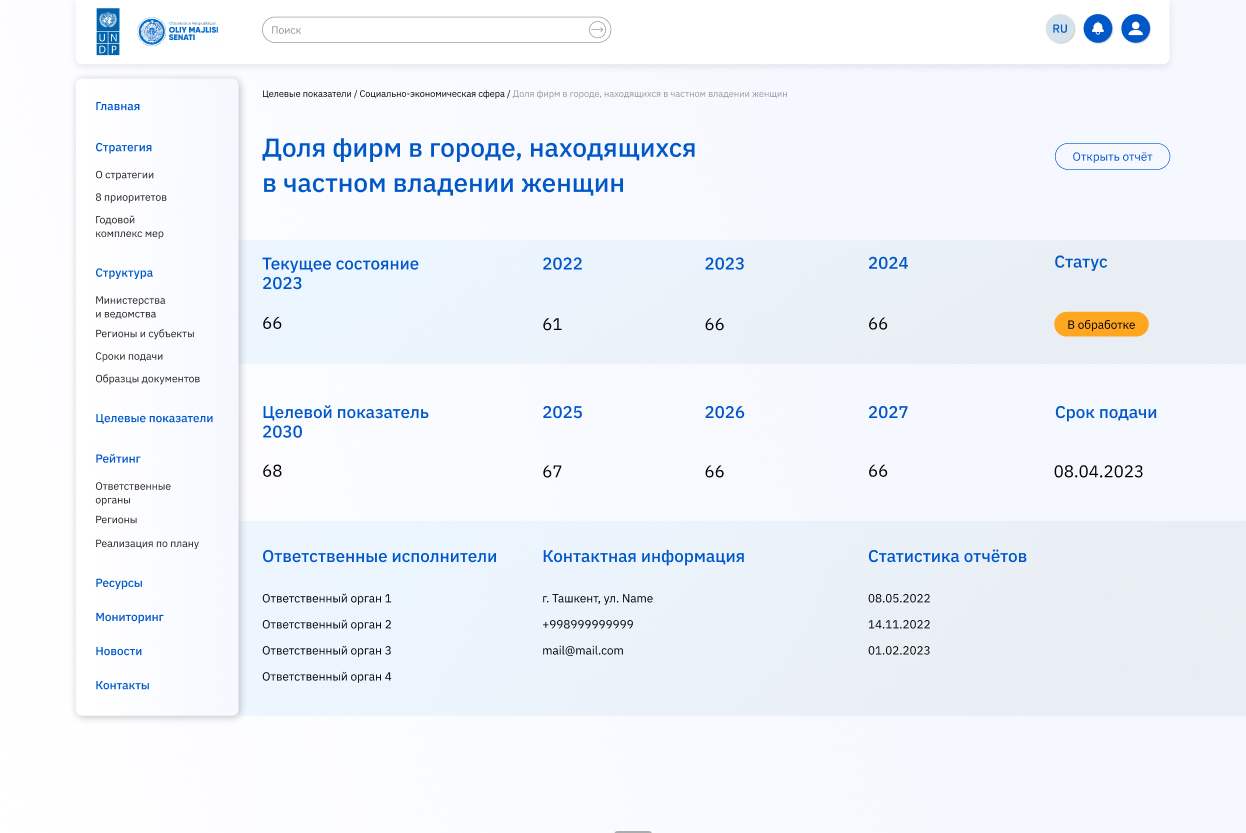 UN
DP
OLIY MAJLISI
SENATI
Поиск
RU
Главная
Стратегия
О стратегии
8 приоритетов
Годовой
комплекс мер
Структура
Министерства
и ведомства
Регионы и субъекты
Сроки подачи
Образцы документов
Целевые показатели
Рейтинг
Ответственные
органы
Регионы
Реализация по плану
Ресурсы
Мониторинг
Новости
Контакты
Целевые показатели / Социально-экономическая сфера / Доля фирм в городе, находящихся в частном владении женщин
Доля фирм в городе, находящихся
в частном владении женщин
Открыть отчёт
Текущее состояние
2023
2022
2023
2024
Статус
66
61
66
66
В обработке
Целевой показатель
2030
2025
2026
2027
Срок подачи
68
67
66
66
08.04.2023
Ответственные исполнители
Контактная информация
Статистика отчётов
Ответственный орган 1
г. Ташкент, ул. Name
08.05.2022
Ответственный орган 2
+998999999999
14.11.2022
Ответственный орган 3
mail@mail.com
01.02.2023
Ответственный орган 4